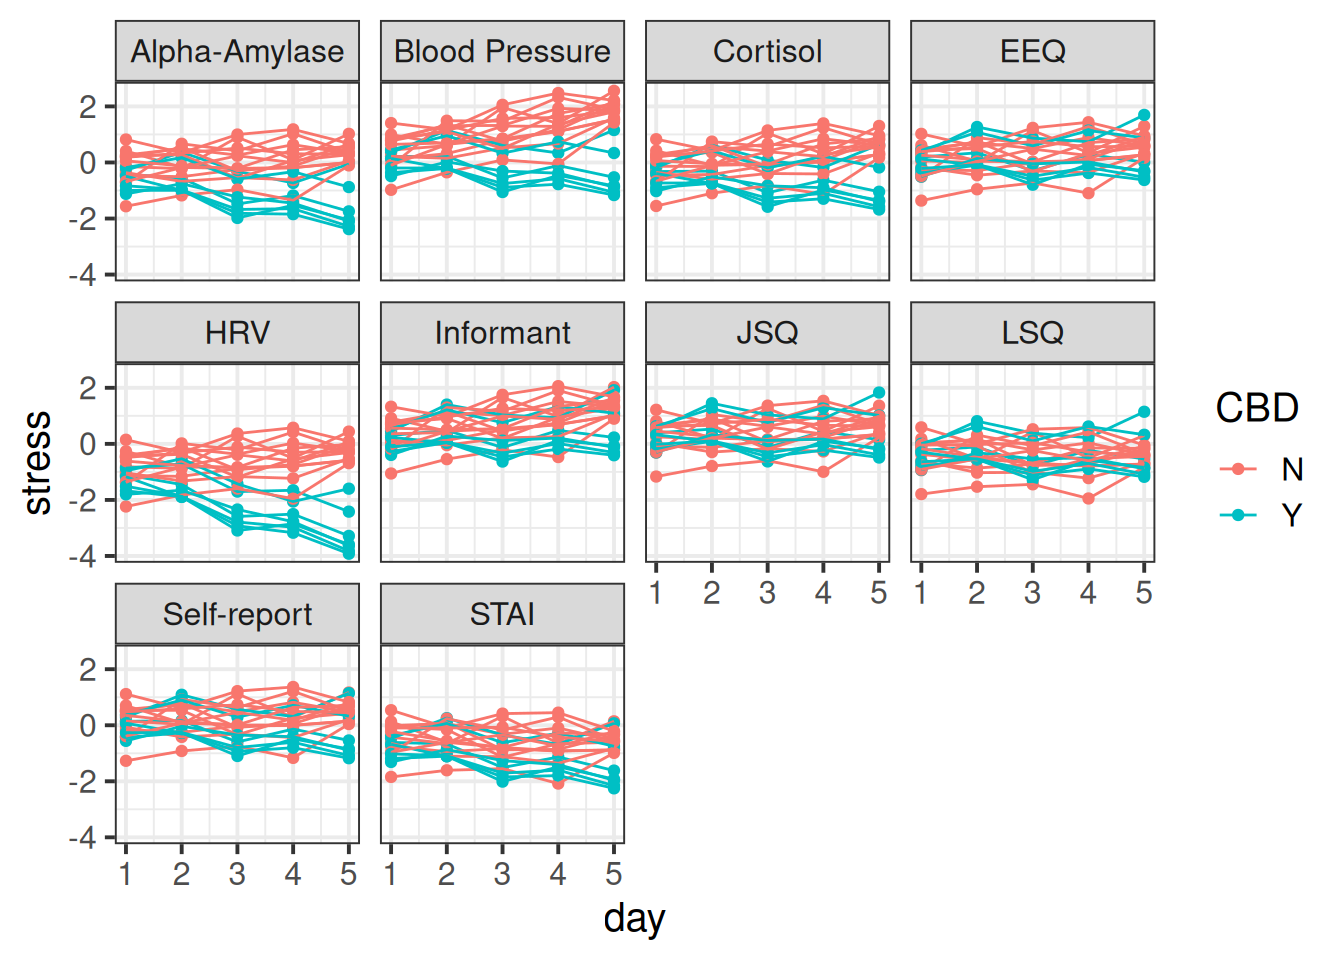 Alpha-Amylase Blood Pressure Cortisol EEQ
2
0
-2
-4
HRV Informant JSQ LSQ
2
0
-2
-4
1 2 3 4 5 1 2 3 4 5
Self-report STAI
2
0
-2
-4
1 2 3 4 5 1 2 3 4 5
day
stress
CBD
N
Y